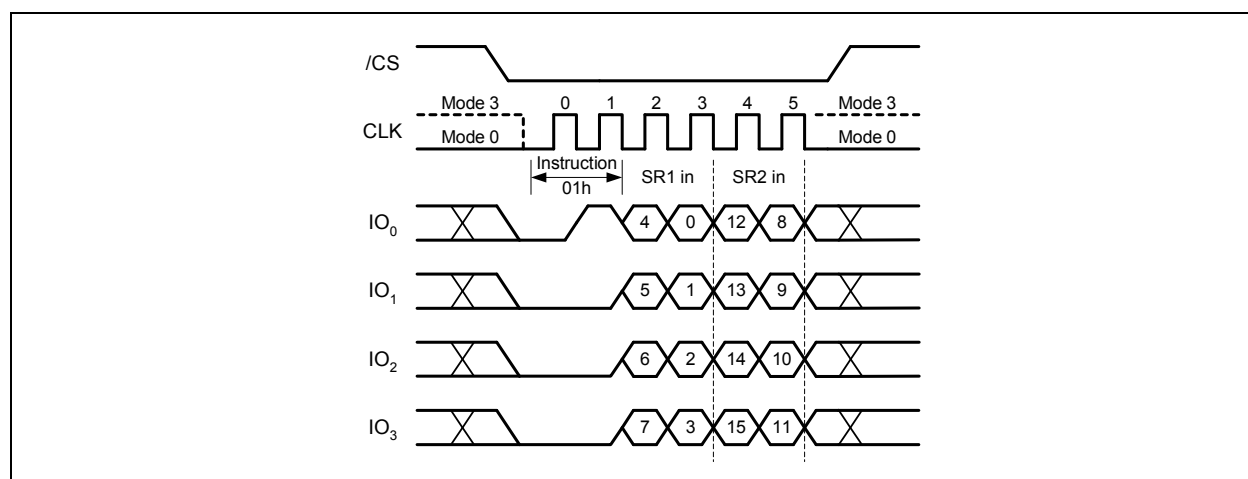 /CS
Mode 3 0 1 2 3 4 5 Mode 3
CLK Mode 0 Mode 0
Instruction
01h SR1 in SR2 in
IO0 4 0 12 8
IO1 5 1 13 9
IO2 6 2 14 10
IO3 7 3 15 11